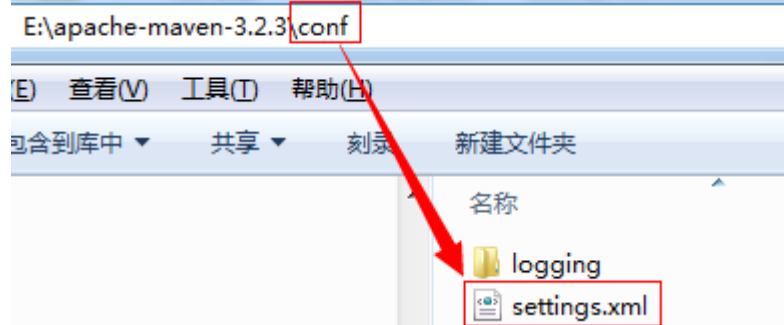 E:\apache-maven-3.2.3\conf
(E) 查看(V) 工具(T) 帮助(H)
包含到库中 共享 刻录 新建文件夹
名称
logging
settings.xml